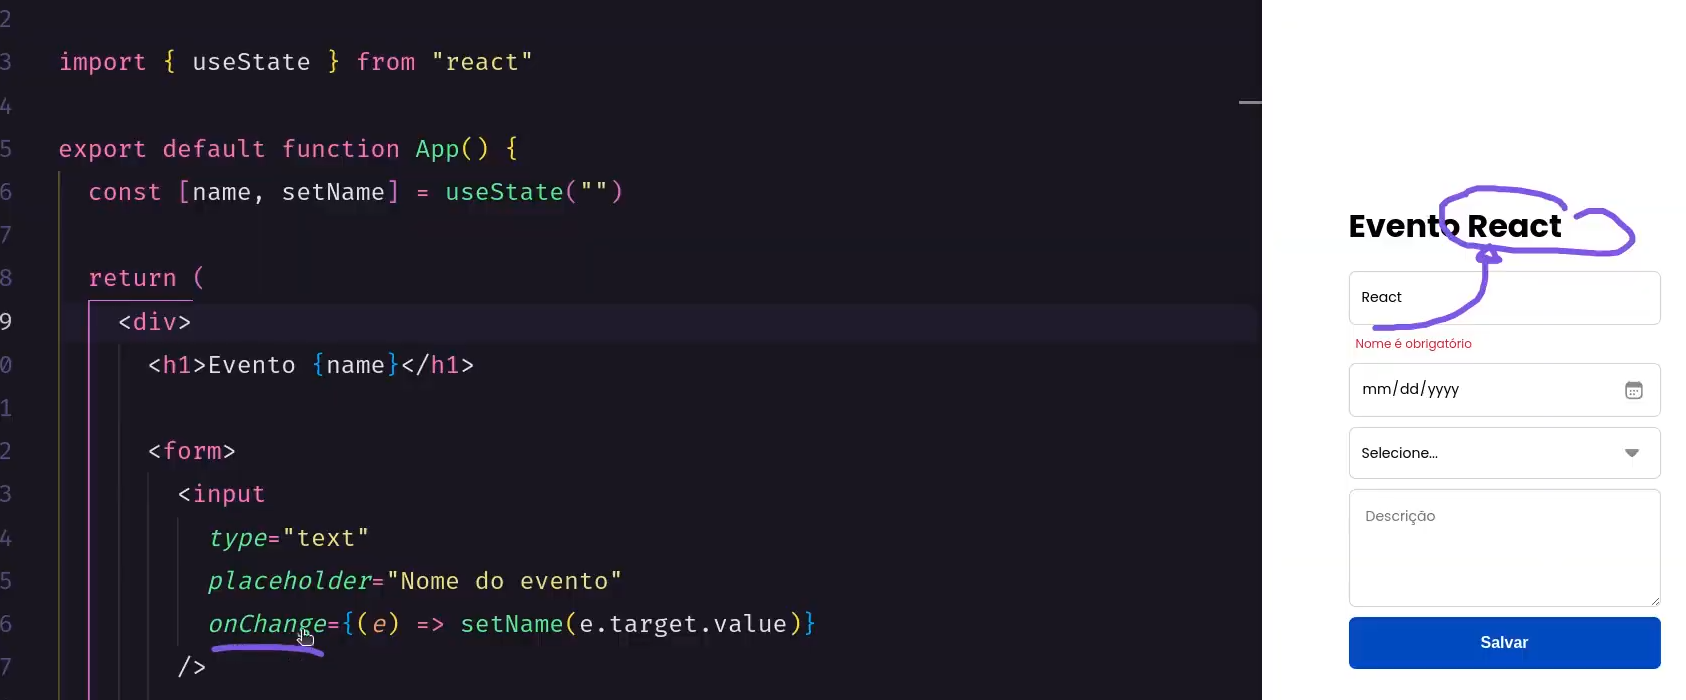 2
3 import { useState } from "react"
4
5 export default function App() {
6 const [name, setName] = useState("")
7
8 return (
9 <div>
0 <h1>Evento {name}</h1>
1
2 <form>
3 <input
4 type="text"
5 placeholder="Nome do evento"
6 onChange={(e) => setName(e.target.value)}
7 />
Evento React
React
Nome é obrigatório
mm/dd/yyyy
Selecione...
Descrição
Salvar